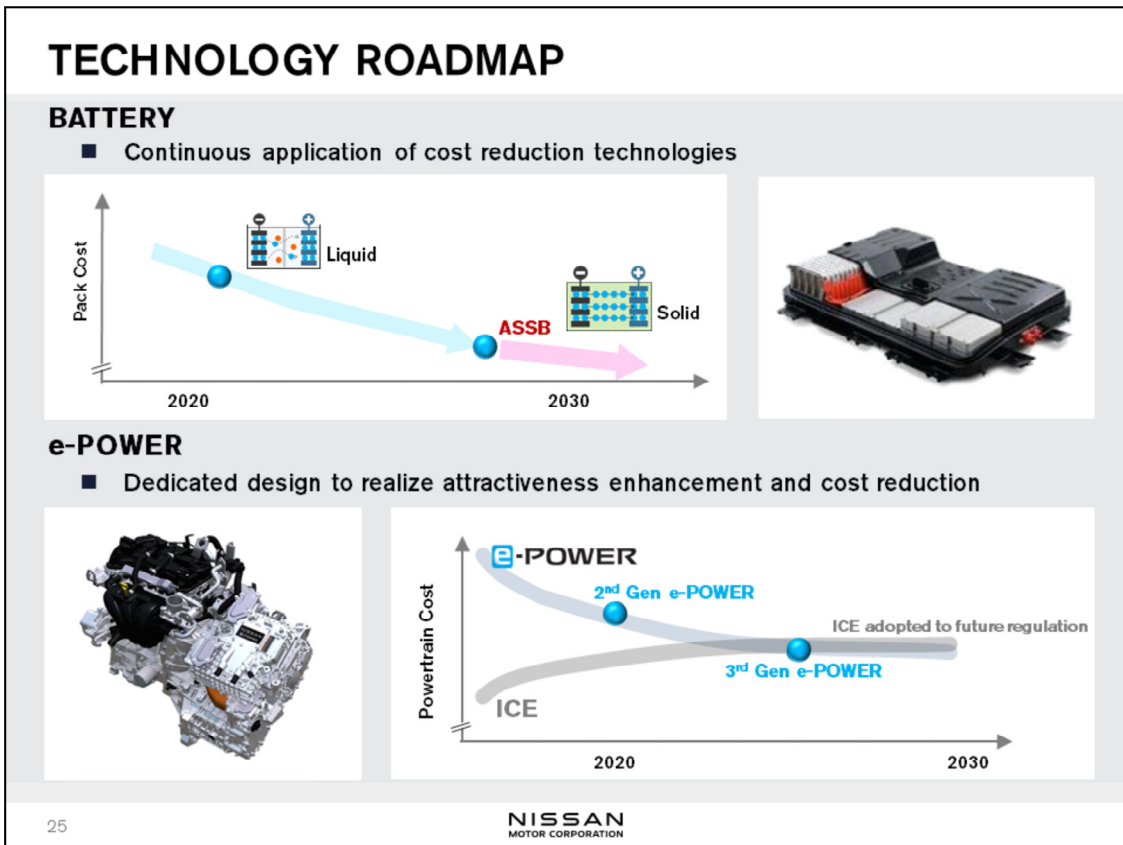 TECHNOLOGY ROADMAP
BATTERY
■ Continuous application of cost reduction technologies
Pack Cost
Liquid
ASSB
Solid
2020
2030
e-POWER
■ Dedicated design to realize attractiveness enhancement and cost reduction
Powertrain Cost
e-POWER
2nd Gen e-POWER
ICE adopted to future regulation
3rd Gen e-POWER
ICE
2020
2030
25
NISSAN
MOTOR CORPORATION